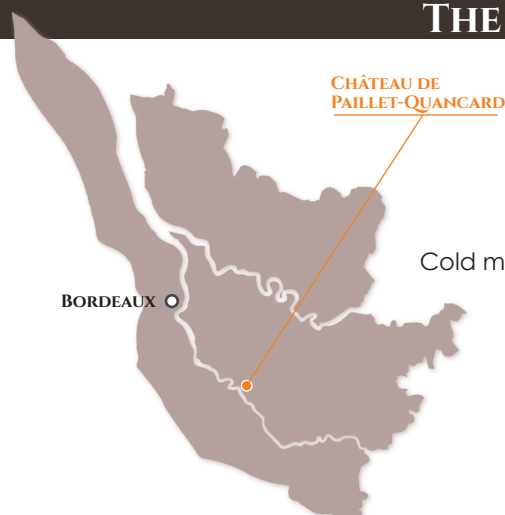 THE
CHÂTEAU DE
PAILLET-QUANCARD
Cold m
BORDEAUX